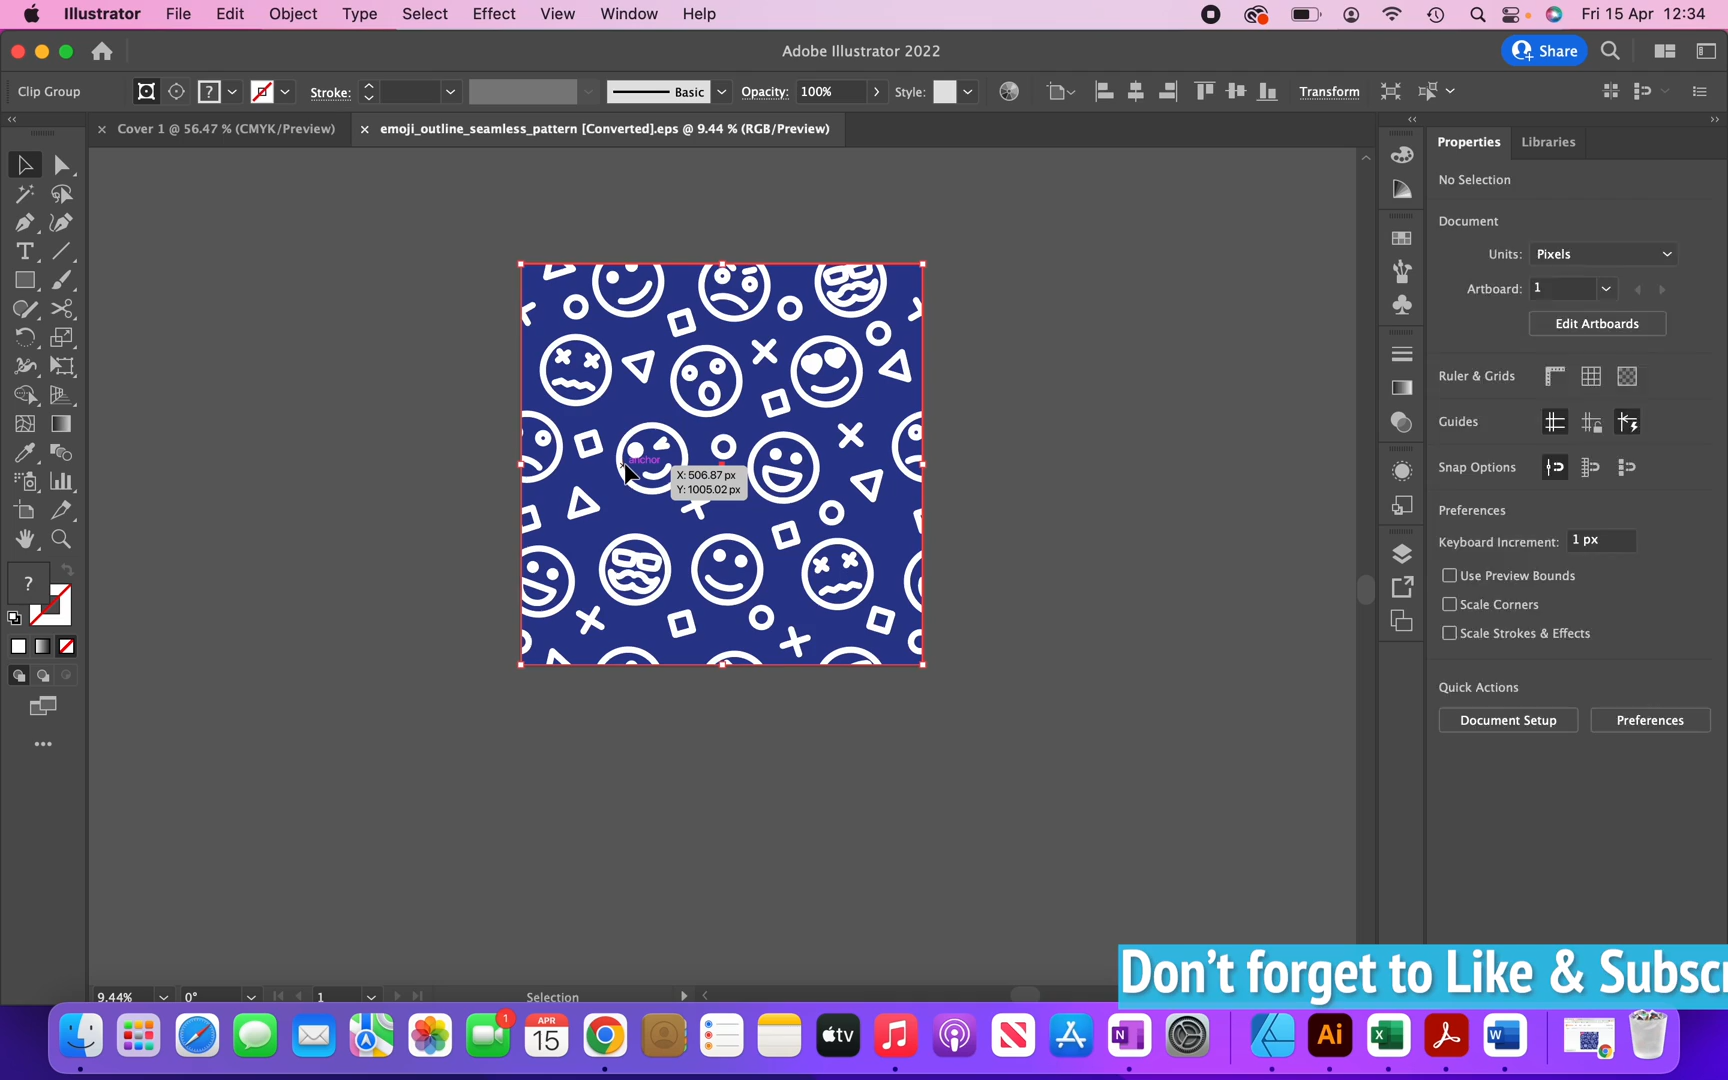 Illustrator File Edit Object Type Select Effect View Window Help Fri 15 Apr 12:34
Adobe Illustrator 2022 Share
Clip Group ? Stroke: Basic Opacity: 100% Style: Transform
Cover 1 @ 56.47 % (CMYK/Preview) emoji_outline_seamless_pattern [Converted].eps @ 9.44 % (RGB/Preview)
Properties Libraries
No Selection
Document
Units: Pixels
Artboard: 1
Edit Artboards
Ruler & Grids
Guides
Snap Options
Preferences
Keyboard Increment: 1 px
Use Preview Bounds
Scale Corners
Scale Strokes & Effects
Quick Actions
Document Setup Preferences
anchor
X: 506.87 px
Y: 1005.02 px
T
?
Don't forget to Like & Subscr
9.44% 0° 1 Selection
1
APR
15
tv
N
Ai
X
W